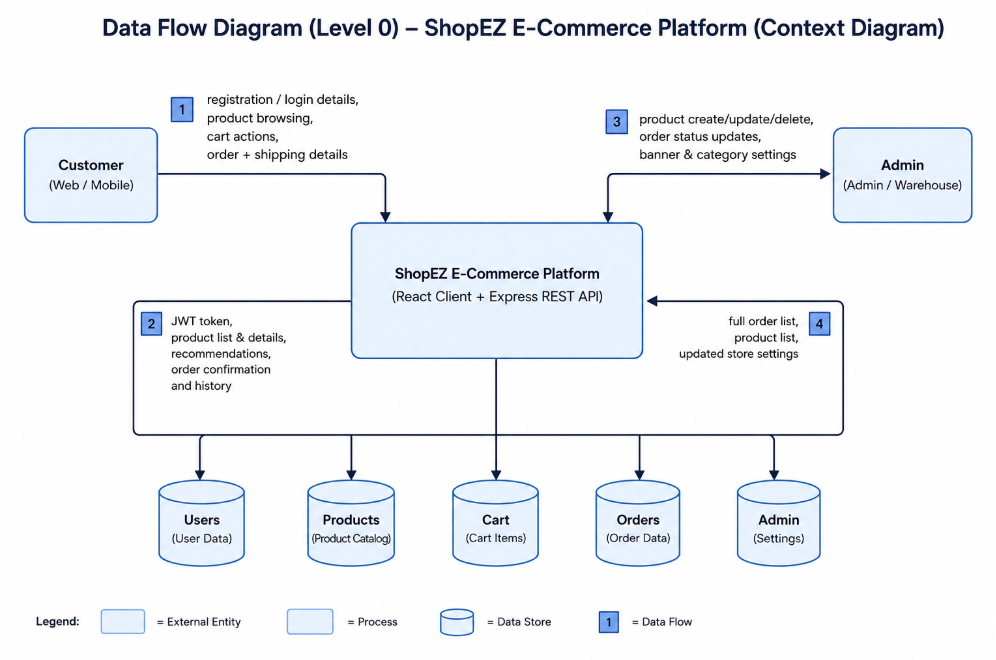 Data Flow Diagram (Level 0) – ShopEZ E-Commerce Platform (Context Diagram)
1
registration / login details,
product browsing,
cart actions,
order + shipping details
3
product create/update/delete,
order status updates,
banner & category settings
Customer
(Web / Mobile)
Admin
(Admin / Warehouse)
ShopEZ E-Commerce Platform
(React Client + Express REST API)
2
JWT token,
product list & details,
recommendations,
order confirmation
and history
full order list,
product list,
updated store settings
4
Users
(User Data)
Products
(Product Catalog)
Cart
(Cart Items)
Orders
(Order Data)
Admin
(Settings)
Legend:
= External Entity
= Process
= Data Store
1
= Data Flow